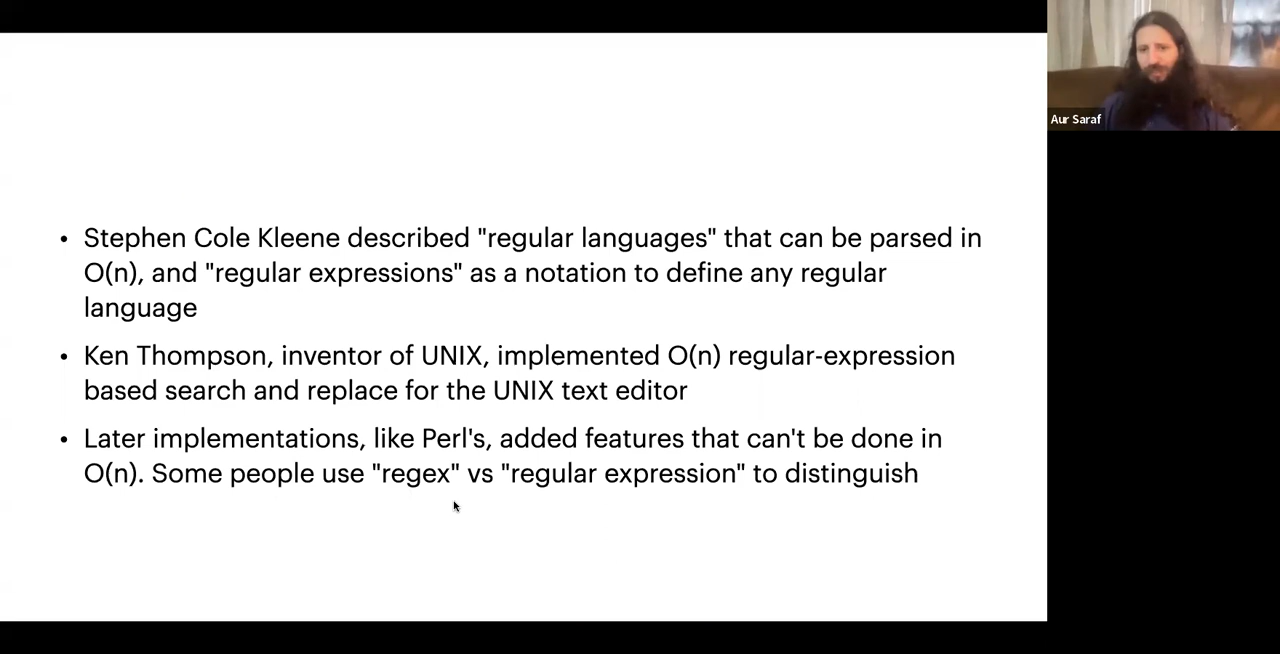 • Stephen Cole Kleene described "regular languages" that can be parsed in
O(n), and "regular expressions" as a notation to define any regular
language
• Ken Thompson, inventor of UNIX, implemented O(n) regular-expression
based search and replace for the UNIX text editor
• Later implementations, like Perl's, added features that can't be done in
O(n). Some people use "regex" vs "regular expression" to distinguish
Aur Saraf